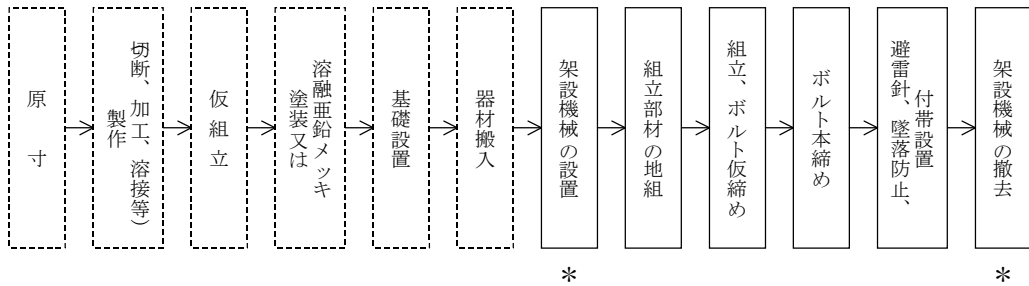 原寸
製作
（切断、加工、溶接等）
仮組立
塗装又は
溶融亜鉛メッキ
基礎設置
器材搬入
架設機械の設置
組立部材の地組
組立、ボルト仮締め
ボルト本締め
付帯設置
避雷針、墜落防止、
架設機械の撤去
＊
＊